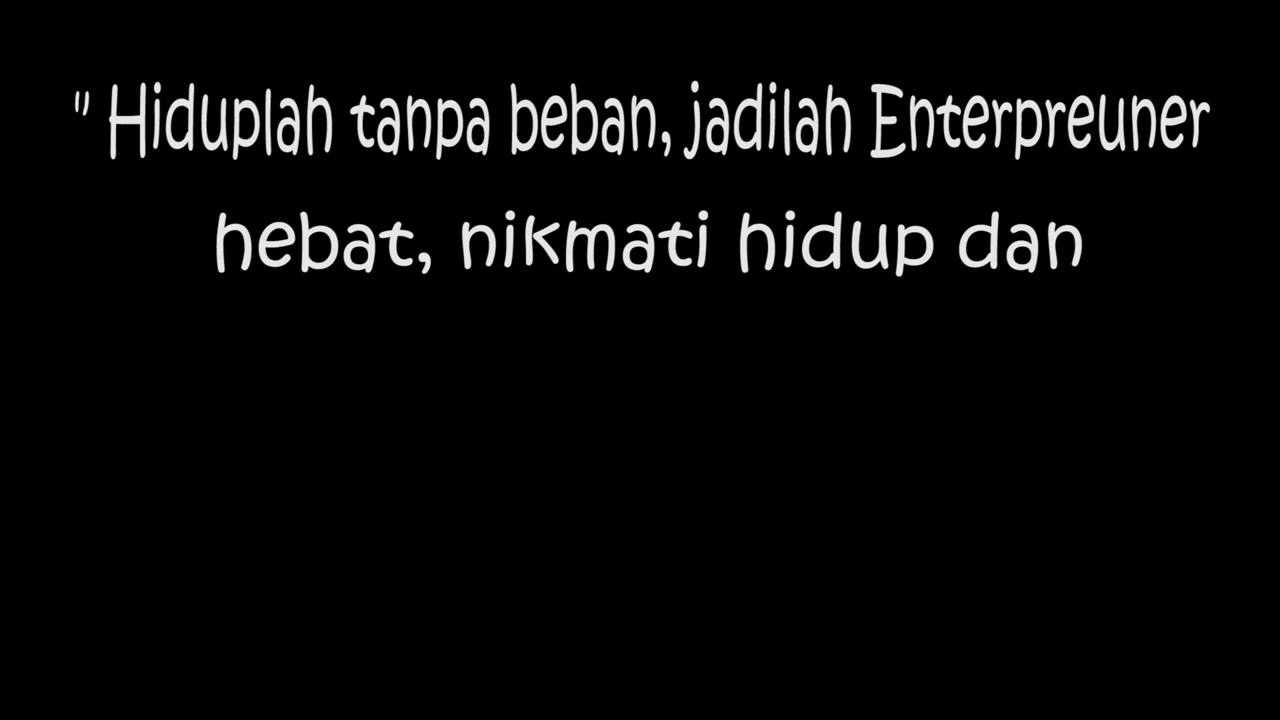 " Hiduplah tanpa beban, jadilah Enterpreuner
hebat, nikmati hidup dan